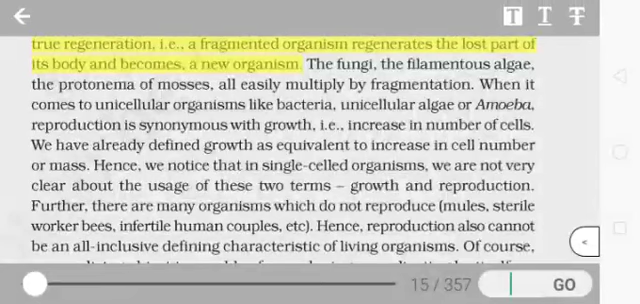 T T T
true regeneration, i.e., a fragmented organism regenerates the lost part of
its body and becomes, a new organism. The fungi, the filamentous algae,
the protonema of mosses, all easily multiply by fragmentation. When it
comes to unicellular organisms like bacteria, unicellular algae or Amoeba,
reproduction is synonymous with growth, i.e., increase in number of cells.
We have already defined growth as equivalent to increase in cell number
or mass. Hence, we notice that in single-celled organisms, we are not very
clear about the usage of these two terms – growth and reproduction.
Further, there are many organisms which do not reproduce (mules, sterile
worker bees, infertile human couples, etc). Hence, reproduction also cannot
be an all-inclusive defining characteristic of living organisms. Of course,
15 / 357 GO